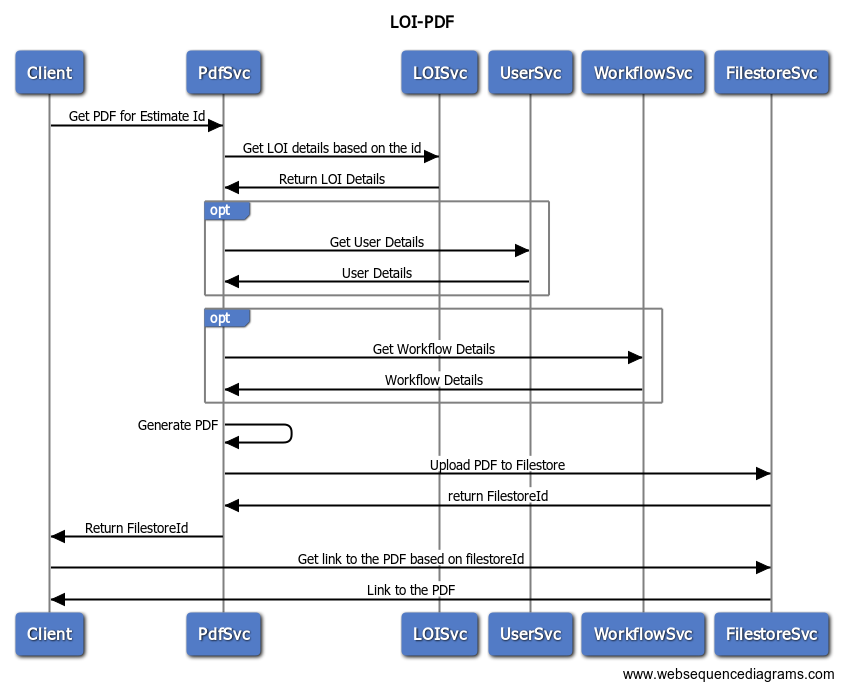 LOI-PDF
Client PdfSvc LOISvc UserSvc WorkflowSvc FilestoreSvc
Get PDF for Estimate Id
Get LOI details based on the id
Return LOI Details
opt
Get User Details
User Details
opt
Get Workflow Details
Workflow Details
Generate PDF
Upload PDF to Filestore
return FilestoreId
Return FilestoreId
Get link to the PDF based on filestoreId
Link to the PDF
Client PdfSvc LOISvc UserSvc WorkflowSvc FilestoreSvc
www.websequencediagrams.com